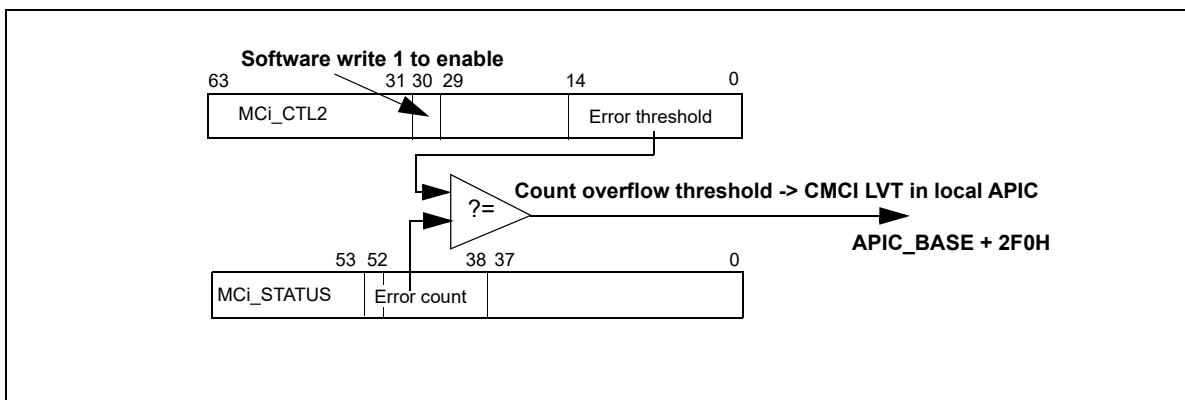 Software write 1 to enable
63 31 30 29 14 0
MCi_CTL2 Error threshold
Count overflow threshold -> CMCI LVT in local APIC
?=
APIC_BASE + 2F0H
53 52 38 37 0
MCi_STATUS Error count